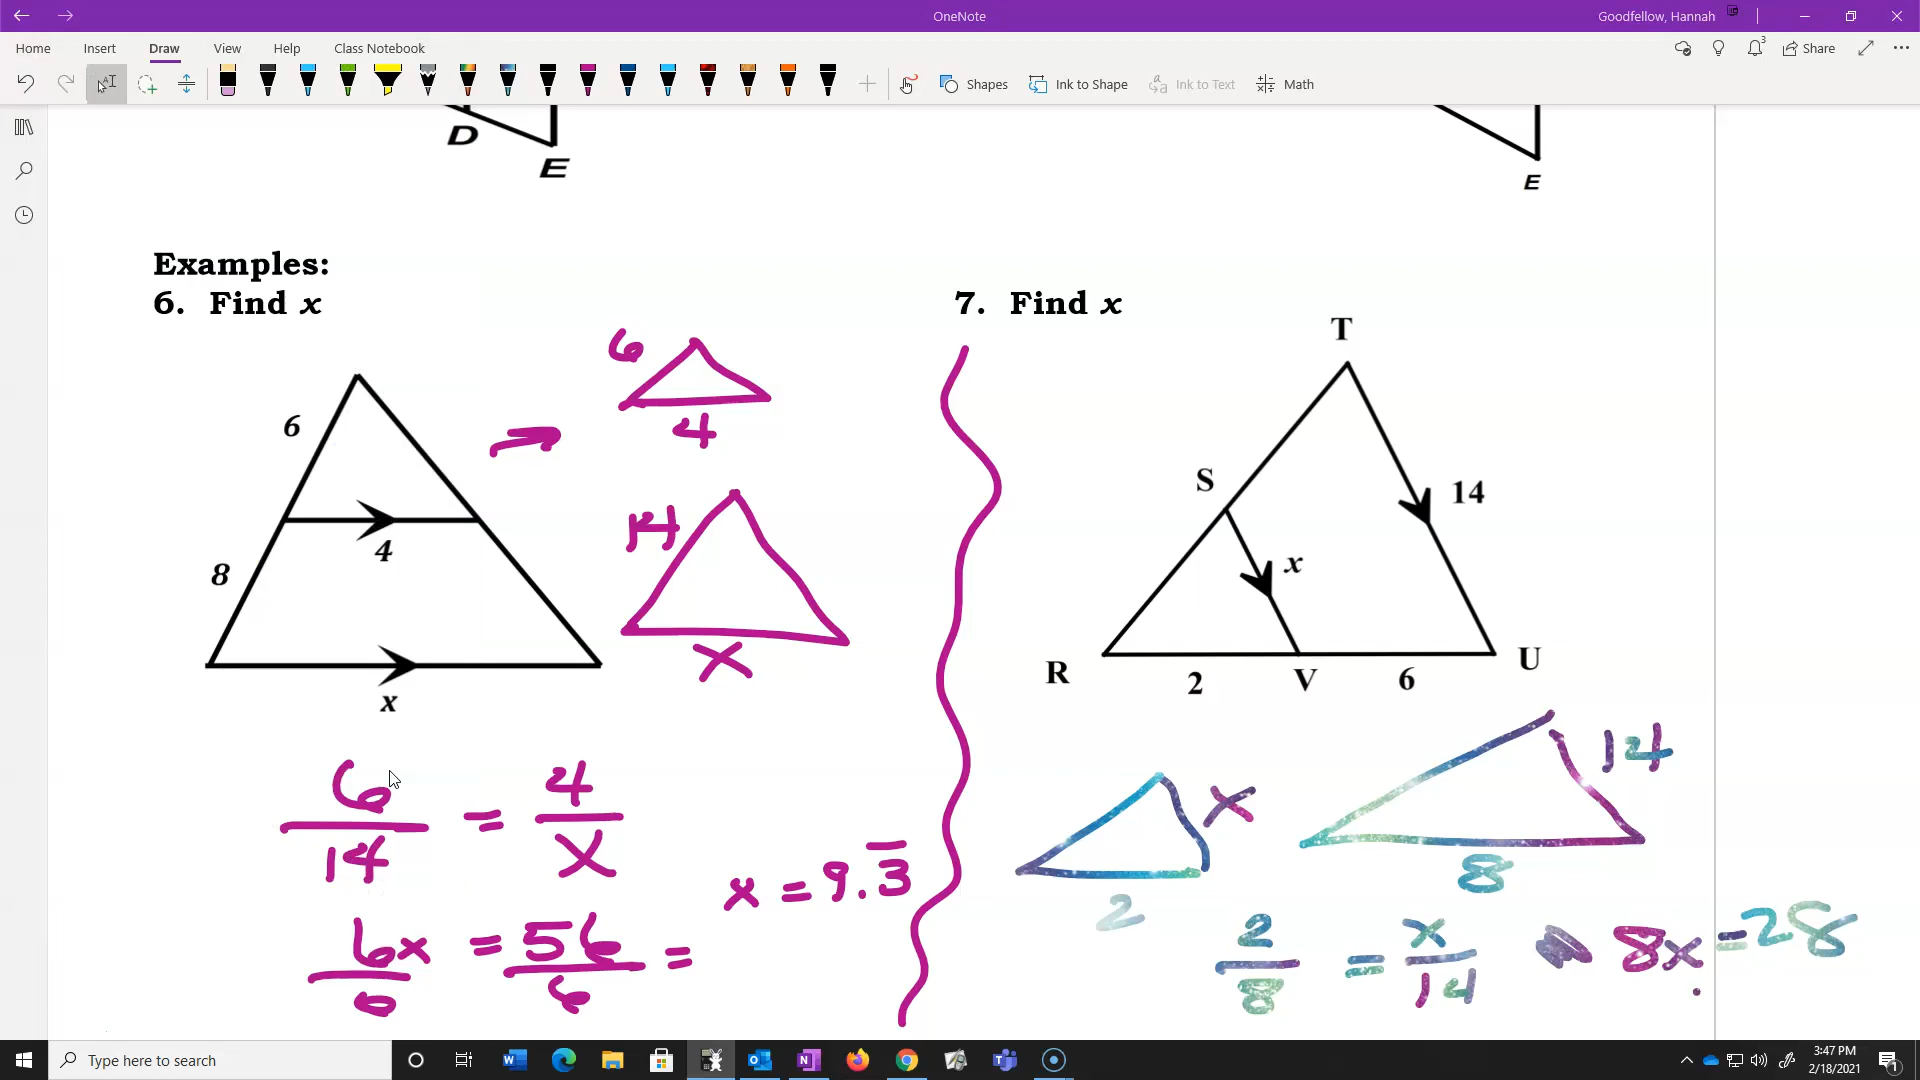 OneNote
Goodfellow, Hannah
Home Insert Draw View Help Class Notebook
3
Share
Shapes
Ink to Shape
Ink to Text
Math
D
E
E
Examples:
6. Find x
6
8
4
x
6
4
14
x
6/14 = 4/x
6x/6 = 56/6 =
x = 9.3̅
7. Find x
T
S
14
x
R
2
V
6
U
x
2
14
8
2/8 = x/14
8x = 28
Type here to search
3:47 PM
2/18/2021
1